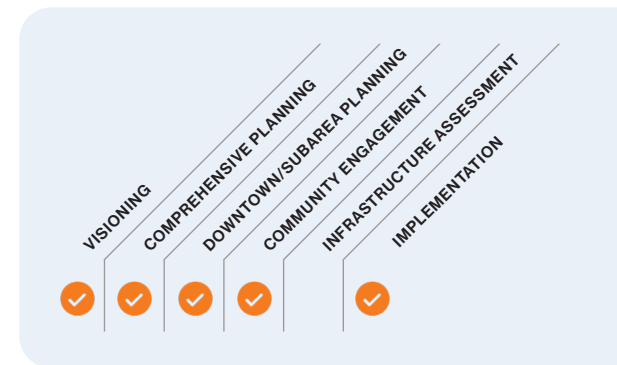 VISIONING
COMPREHENSIVE PLANNING
DOWNTOWN/SUBAREA PLANNING
COMMUNITY ENGAGEMENT
INFRASTRUCTURE ASSESSMENT
IMPLEMENTATION